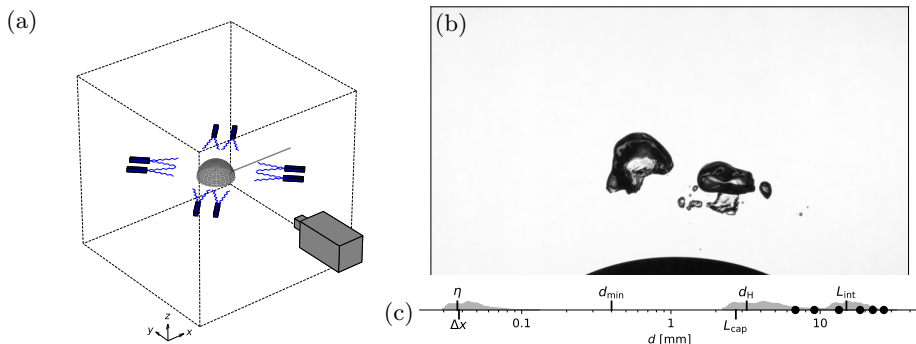 (a)
z
y
x
(b)
(c)
η
d_min
d_H
L_int
Δx
0.1
1
L_cap
10
d [mm]